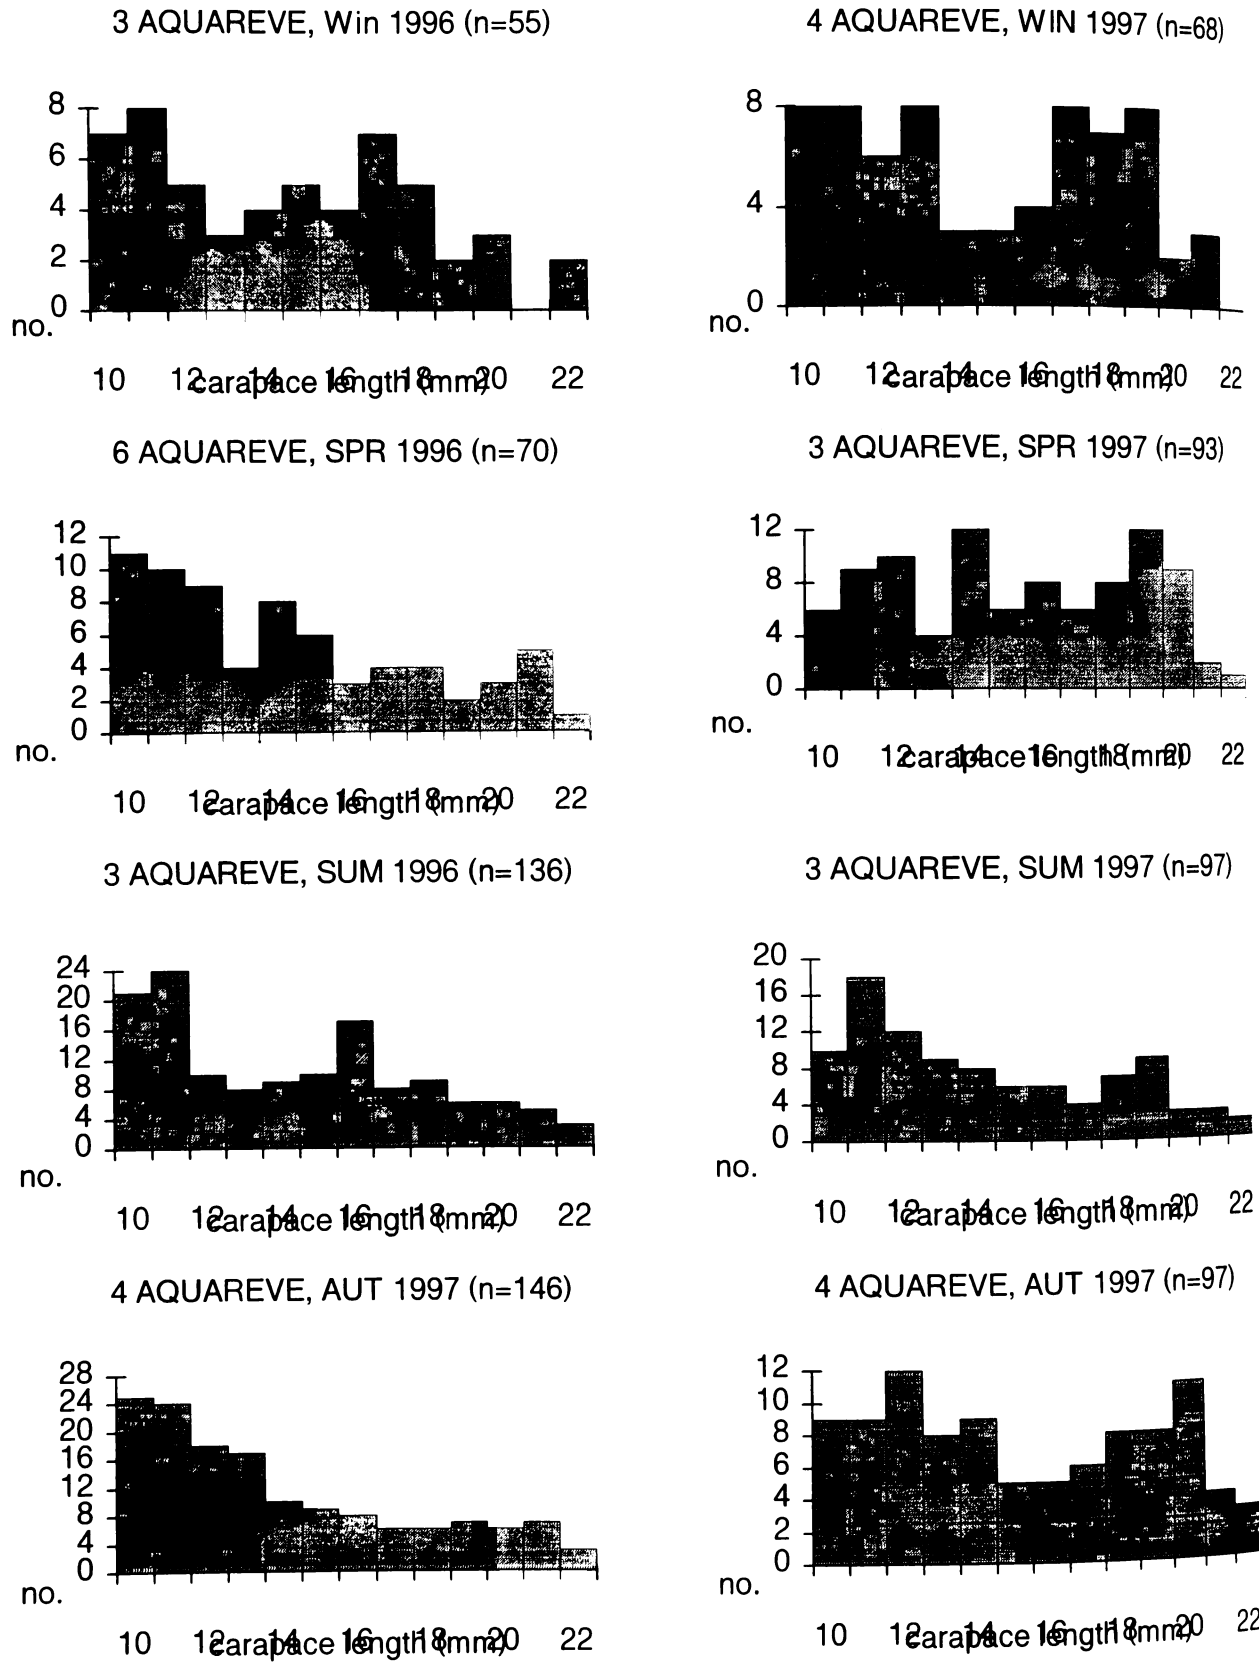 3 AQUAREVE, Win 1996 (n=55)
8
6
4
2
0
no.
10 12 14 16 18 20 22
carapace length (mm)
4 AQUAREVE, WIN 1997 (n=68)
8
4
0
no.
10 12 14 16 18 20 22
carapace length (mm)
6 AQUAREVE, SPR 1996 (n=70)
12
10
8
6
4
2
0
no.
10 12 14 16 18 20 22
carapace length (mm)
3 AQUAREVE, SPR 1997 (n=93)
12
8
4
0
no.
10 12 14 16 18 20 22
carapace length (mm)
3 AQUAREVE, SUM 1996 (n=136)
24
20
16
12
8
4
0
no.
10 12 14 16 18 20 22
carapace length (mm)
3 AQUAREVE, SUM 1997 (n=97)
20
16
12
8
4
0
no.
10 12 14 16 18 20 22
carapace length (mm)
4 AQUAREVE, AUT 1997 (n=146)
28
24
20
16
12
8
4
0
no.
10 12 14 16 18 20 22
carapace length (mm)
4 AQUAREVE, AUT 1997 (n=97)
12
10
8
6
4
2
0
no.
10 12 14 16 18 20 22
carapace length (mm)